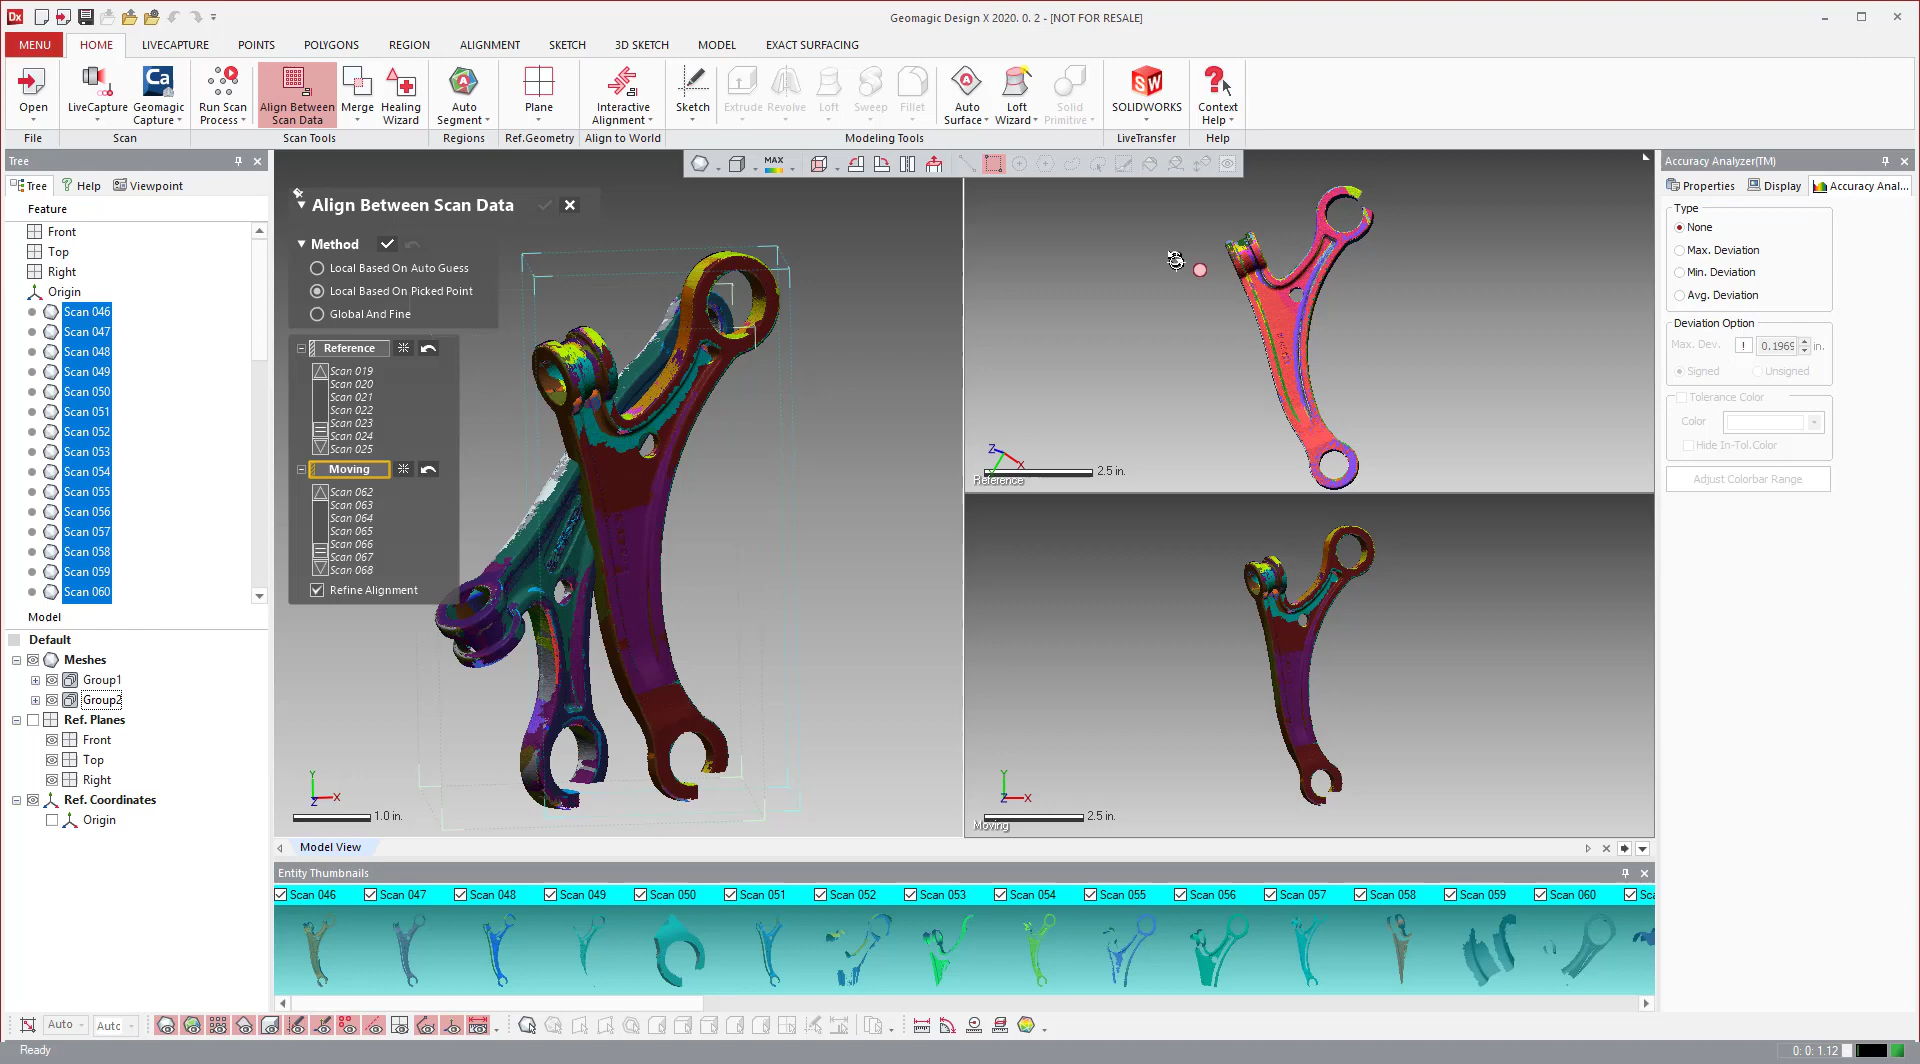 Dx
Geomagic Design X 2020. 0. 2 - [NOT FOR RESALE]
MENU HOME LIVECAPTURE POINTS POLYGONS REGION ALIGNMENT SKETCH 3D SKETCH MODEL EXACT SURFACING
Open
LiveCapture
Geomagic Capture
Run Scan Process
Align Between Scan Data
Merge
Healing Wizard
Auto Segment
Plane
Interactive Alignment
Sketch
Extrude
Revolve
Loft
Sweep
Fillet
Auto Surface
Loft Wizard
Solid Primitive
SOLIDWORKS
Context Help
File Scan Scan Tools Regions Ref.Geometry Align to World Modeling Tools LiveTransfer Help
Tree
Tree Help Viewpoint
Feature
Front
Top
Right
Origin
Scan 046
Scan 047
Scan 048
Scan 049
Scan 050
Scan 051
Scan 052
Scan 053
Scan 054
Scan 055
Scan 056
Scan 057
Scan 058
Scan 059
Scan 060
Model
Default
Meshes
Group1
Group2
Ref. Planes
Front
Top
Right
Ref. Coordinates
Origin
MAX
Align Between Scan Data
Method
Local Based On Auto Guess
Local Based On Picked Point
Global And Fine
Reference
Scan 019
Scan 020
Scan 021
Scan 022
Scan 023
Scan 024
Scan 025
Moving
Scan 062
Scan 063
Scan 064
Scan 065
Scan 066
Scan 067
Scan 068
Refine Alignment
Y
Z X
1.0 in.
Z
X
2.5 in.
Reference
Y
Z X
2.5 in.
Moving
Model View
Entity Thumbnails
Scan 046 Scan 047 Scan 048 Scan 049 Scan 050 Scan 051 Scan 052 Scan 053 Scan 054 Scan 055 Scan 056 Scan 057 Scan 058 Scan 059 Scan 060 Sc
Accuracy Analyzer(TM)
Properties Display Accuracy Anal...
Type
None
Max. Deviation
Min. Deviation
Avg. Deviation
Deviation Option
Max. Dev. ! 0.1969 in.
Signed Unsigned
Tolerance Color
Color
Hide In-Tol.Color
Adjust Colorbar Range
Auto Auto
Ready
0: 0: 1.12